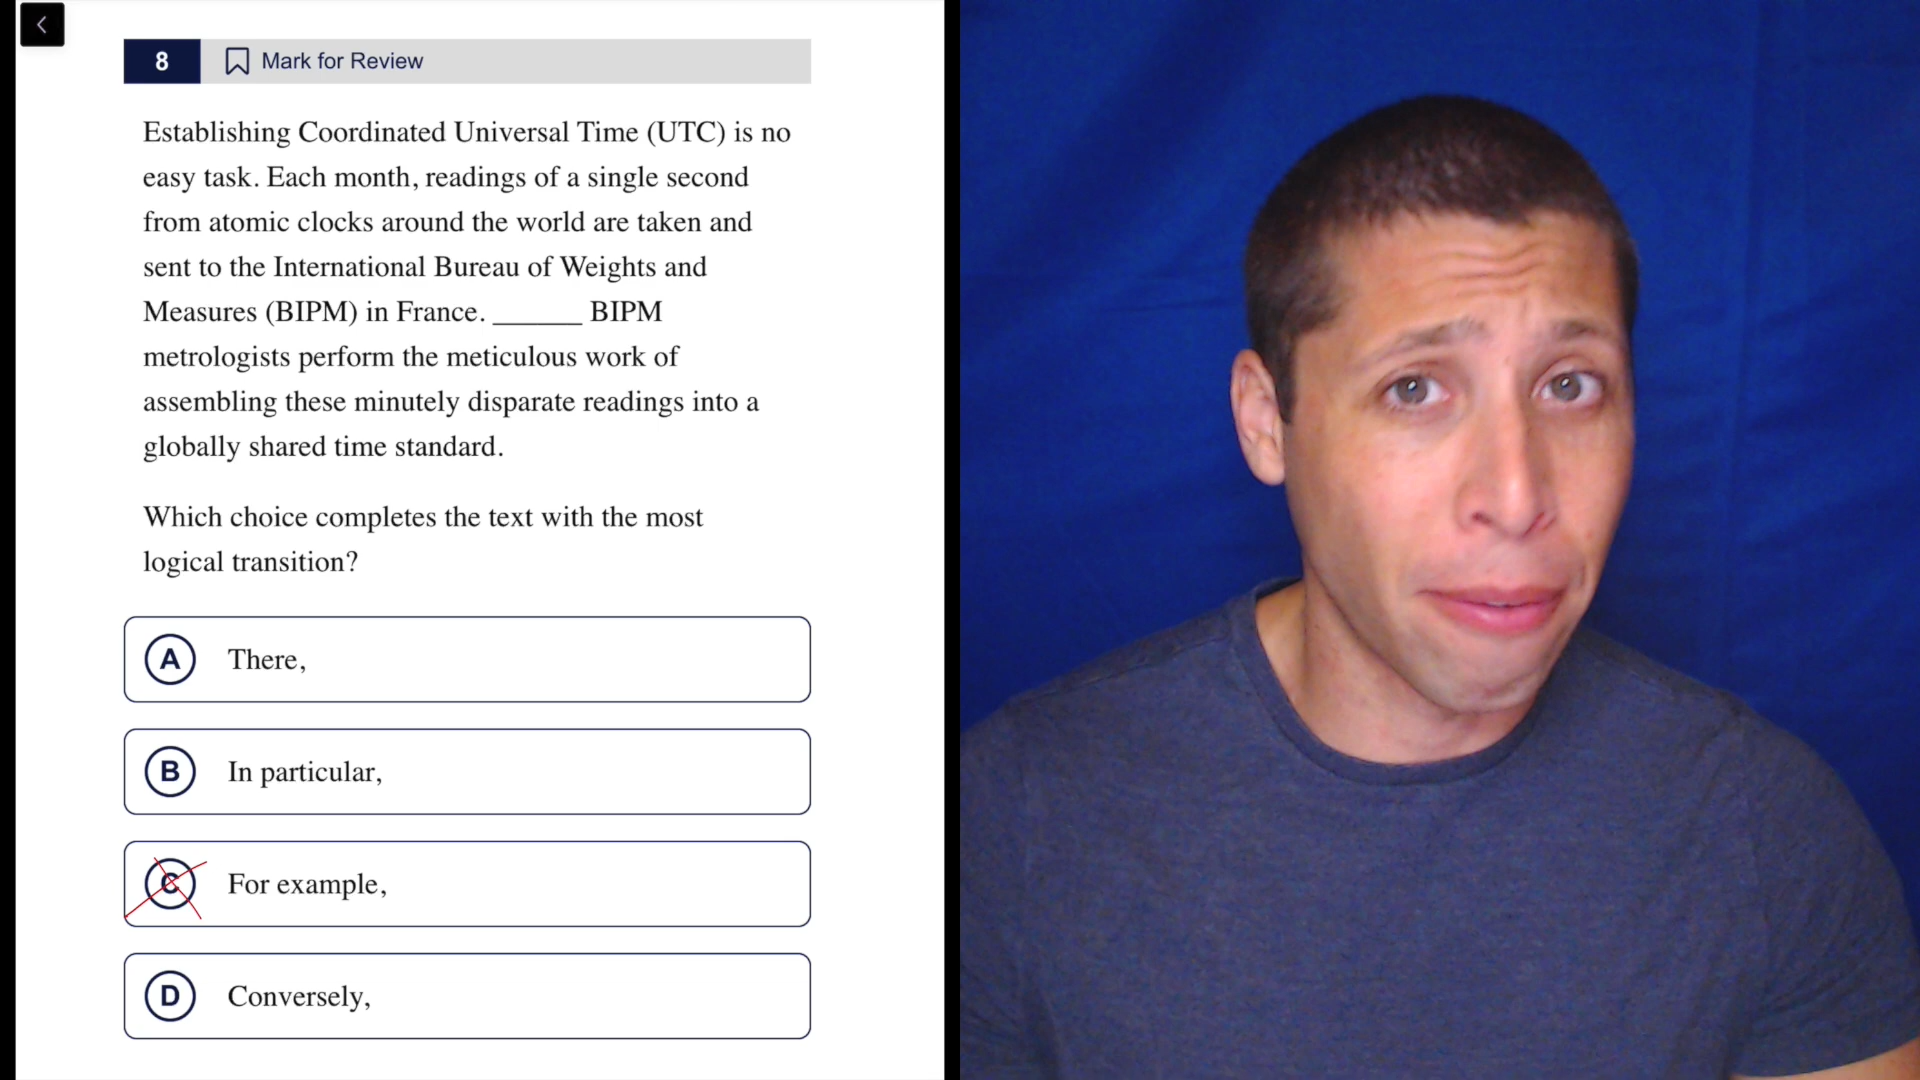 8 Mark for Review
Establishing Coordinated Universal Time (UTC) is no
easy task. Each month, readings of a single second
from atomic clocks around the world are taken and
sent to the International Bureau of Weights and
Measures (BIPM) in France. ______ BIPM
metrologists perform the meticulous work of
assembling these minutely disparate readings into a
globally shared time standard.
Which choice completes the text with the most
logical transition?
A There,
B In particular,
C For example,
D Conversely,